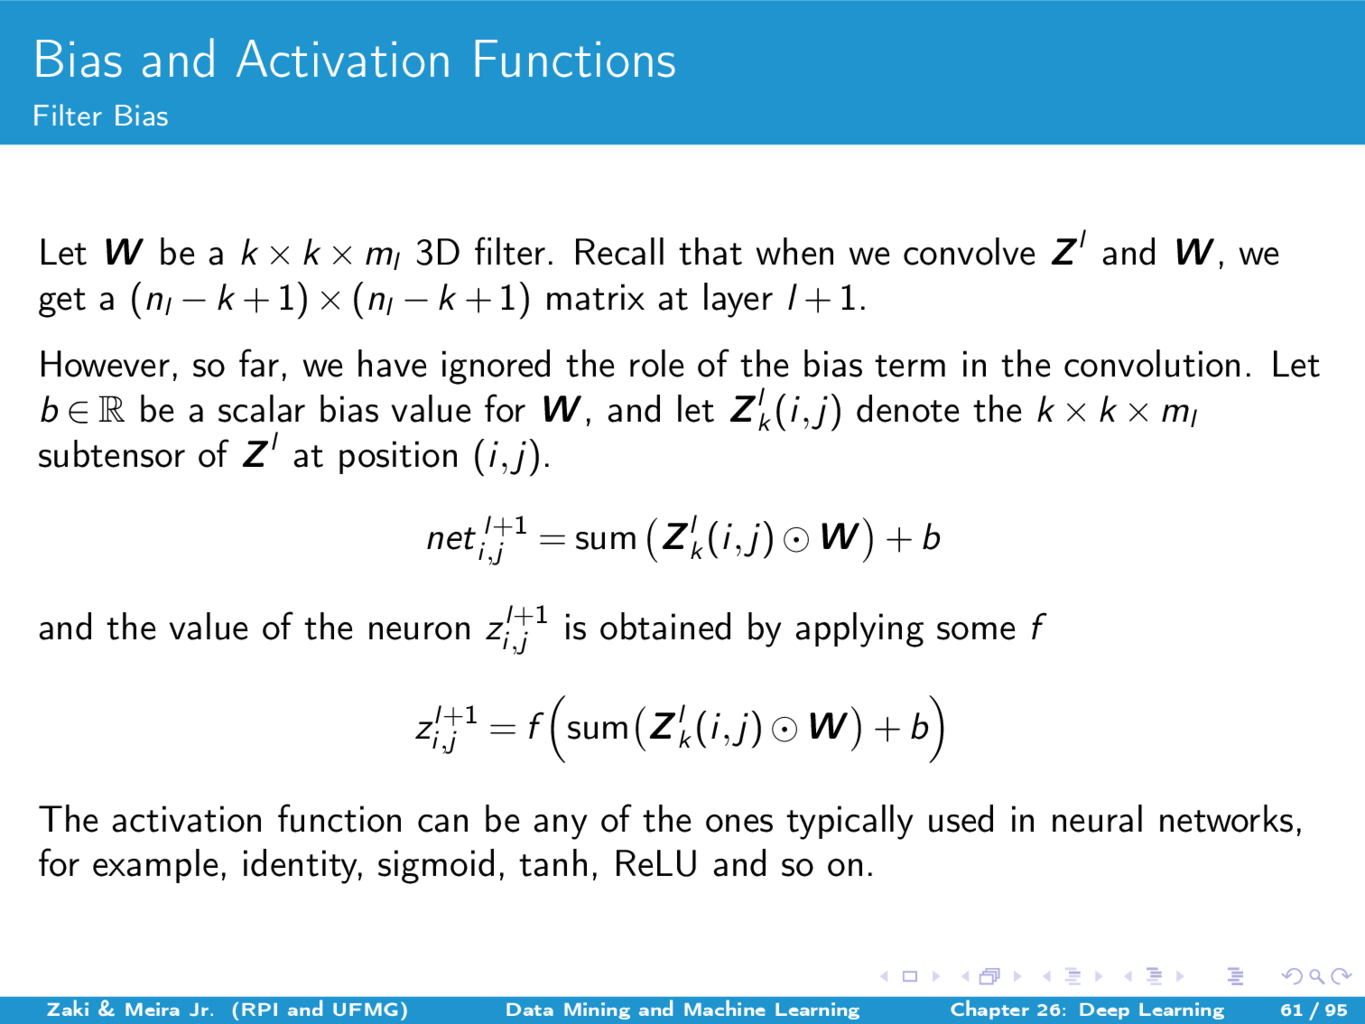 Bias and Activation Functions
Filter Bias
Let W be a k × k × m_l 3D filter. Recall that when we convolve Z^l and W, we
get a (n_l − k + 1) × (n_l − k + 1) matrix at layer l + 1.
However, so far, we have ignored the role of the bias term in the convolution. Let
b ∈ ℝ be a scalar bias value for W, and let Z^l_k(i,j) denote the k × k × m_l
subtensor of Z^l at position (i,j).
net^{l+1}_{i,j} = sum(Z^l_k(i,j) ⊙ W) + b
and the value of the neuron z^{l+1}_{i,j} is obtained by applying some f
z^{l+1}_{i,j} = f(sum(Z^l_k(i,j) ⊙ W) + b)
The activation function can be any of the ones typically used in neural networks,
for example, identity, sigmoid, tanh, ReLU and so on.
Zaki & Meira Jr. (RPI and UFMG) Data Mining and Machine Learning Chapter 26: Deep Learning 61 / 95